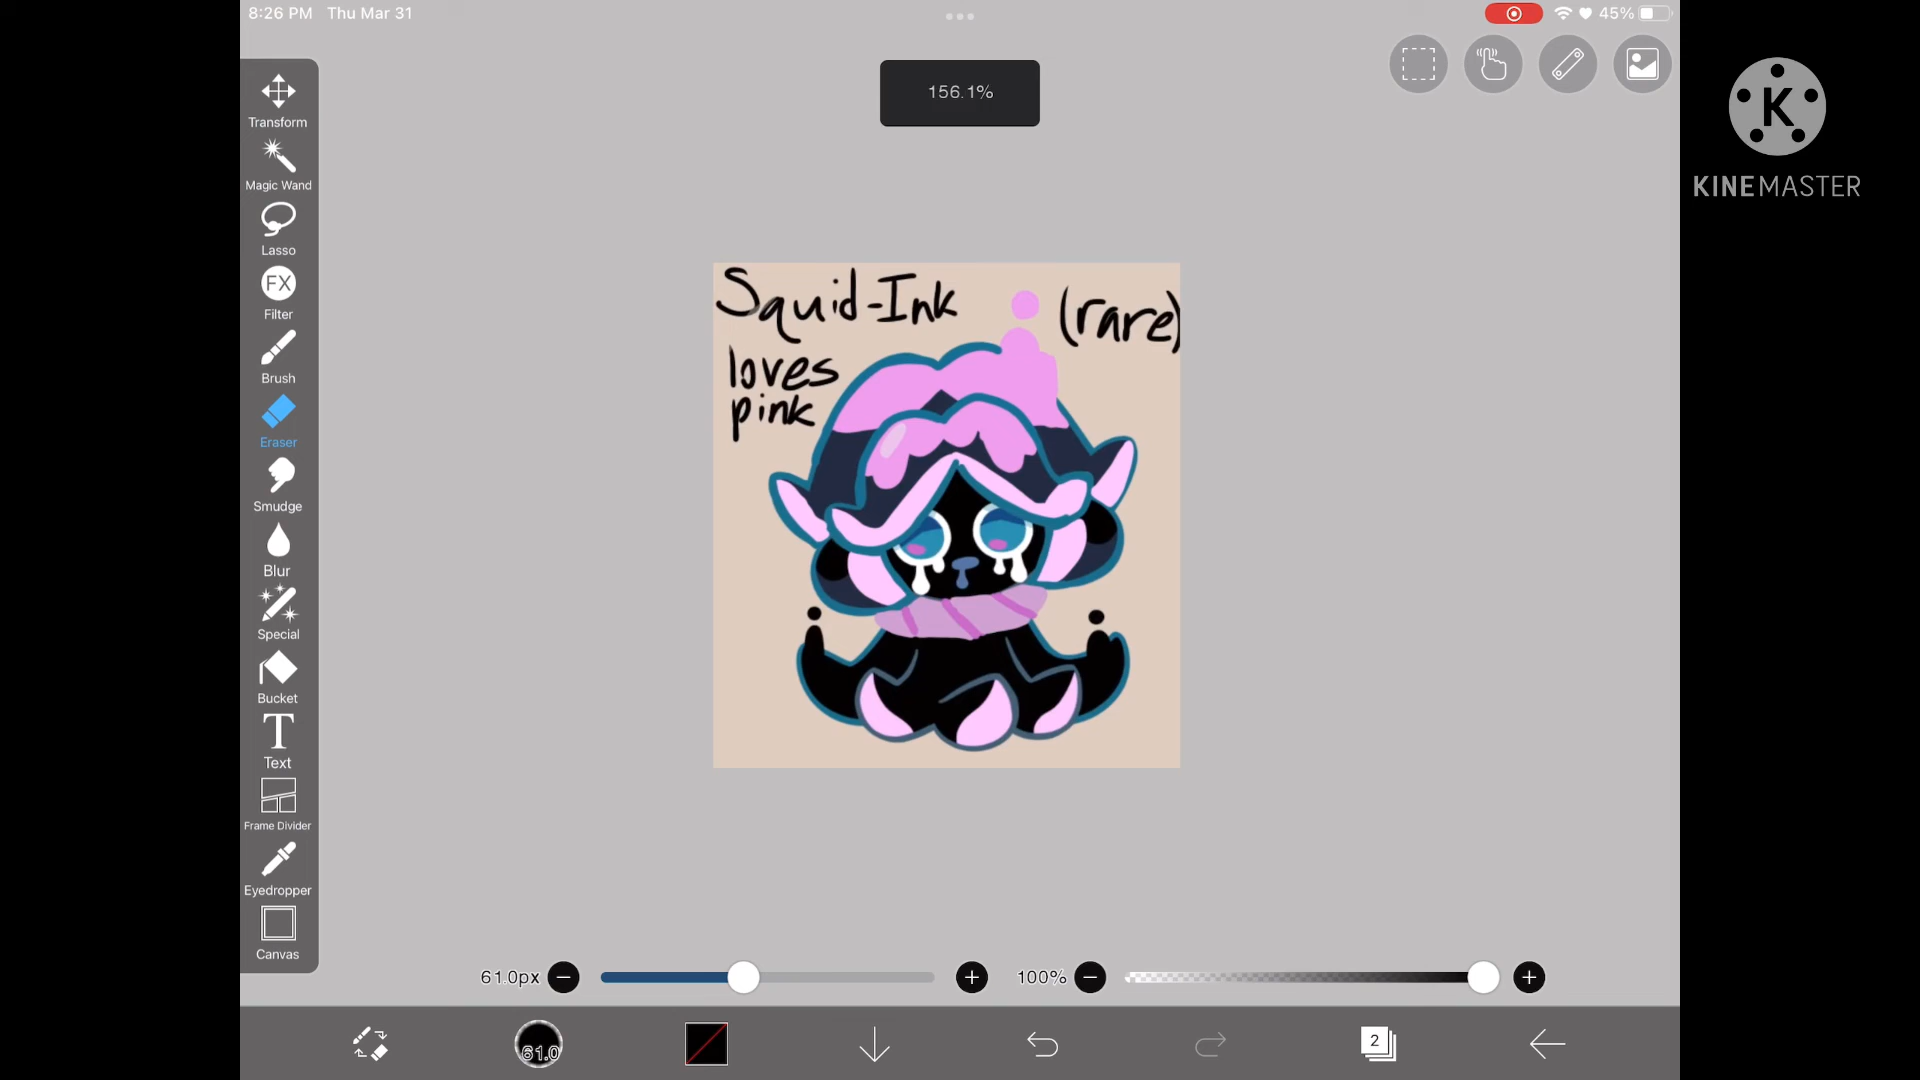 8:26 PM Thu Mar 31
45%
156.1%
KINEMASTER
Transform
Magic Wand
Lasso
FX
Filter
Brush
Eraser
Smudge
Blur
Special
Bucket
T
Text
Frame Divider
Eyedropper
Canvas
Squid-Ink
(rare)
loves
pink
61.0px
100%
61.0
2
K